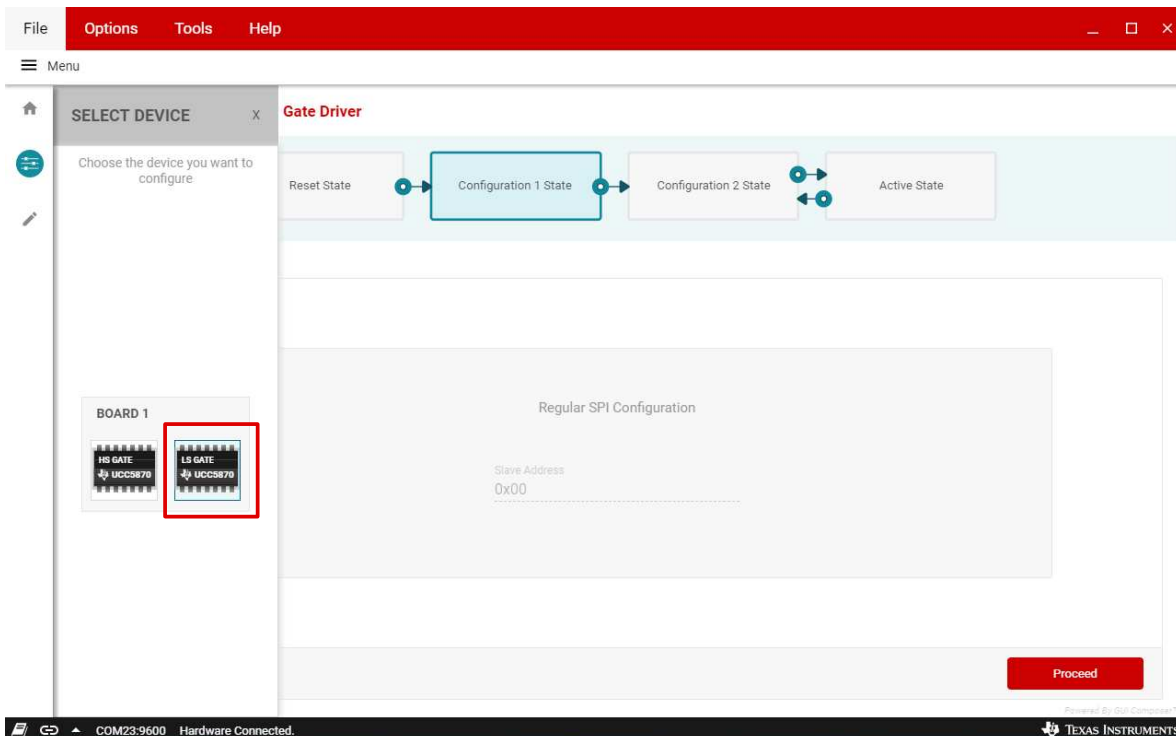 File Options Tools Help
Menu
SELECT DEVICE X
Gate Driver
Choose the device you want to
configure
Reset State
Configuration 1 State
Configuration 2 State
Active State
BOARD 1
HS GATE
UCC5870
LS GATE
UCC5870
Regular SPI Configuration
Slave Address
0x00
Proceed
Powered By GUI Composer™
COM23:9600 Hardware Connected.
TEXAS INSTRUMENTS